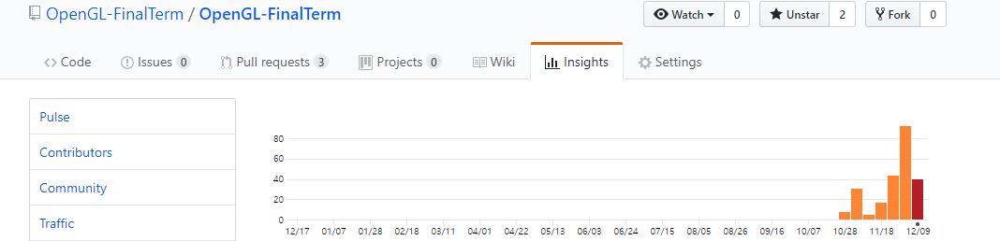 OpenGL-FinalTerm / OpenGL-FinalTerm
Watch 0 Unstar 2 Fork 0
Code Issues 0 Pull requests 3 Projects 0 Wiki Insights Settings
Pulse
Contributors
Community
Traffic
80
60
40
20
0
12/17 01/07 01/28 02/18 03/11 04/01 04/22 05/13 06/03 06/24 07/15 08/05 08/26 09/16 10/07 10/28 11/18 12/09